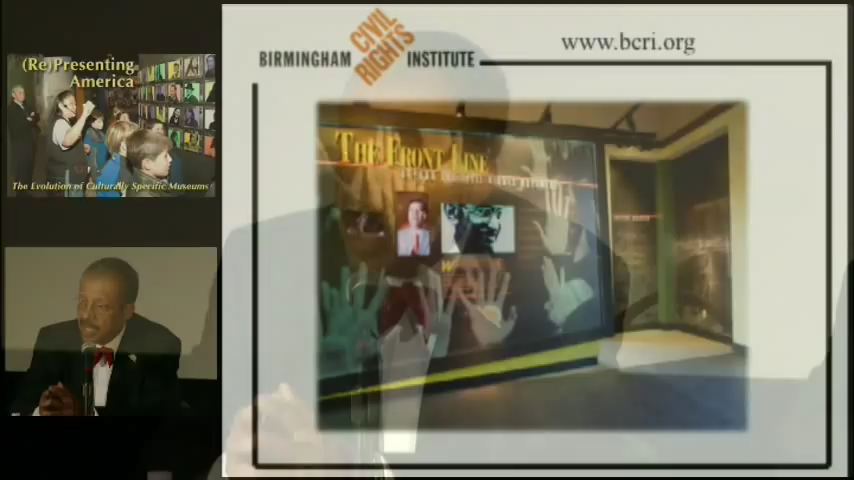 (Re)Presenting
America
The Evolution of Culturally Specific Museums
BIRMINGHAM CIVIL RIGHTS INSTITUTE
www.bcri.org
THE FRONT LINE